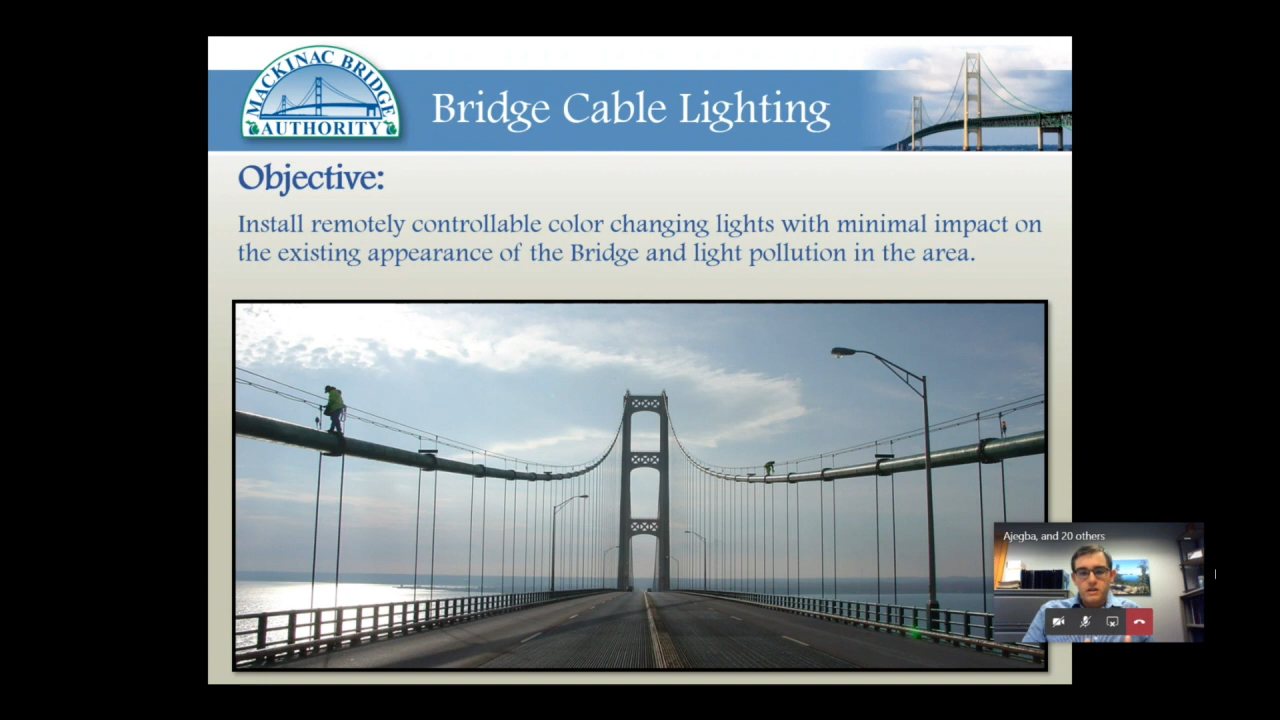 MACKINAC BRIDGE
AUTHORITY
Bridge Cable Lighting
Objective:
Install remotely controllable color changing lights with minimal impact on
the existing appearance of the Bridge and light pollution in the area.
Ajegba, and 20 others